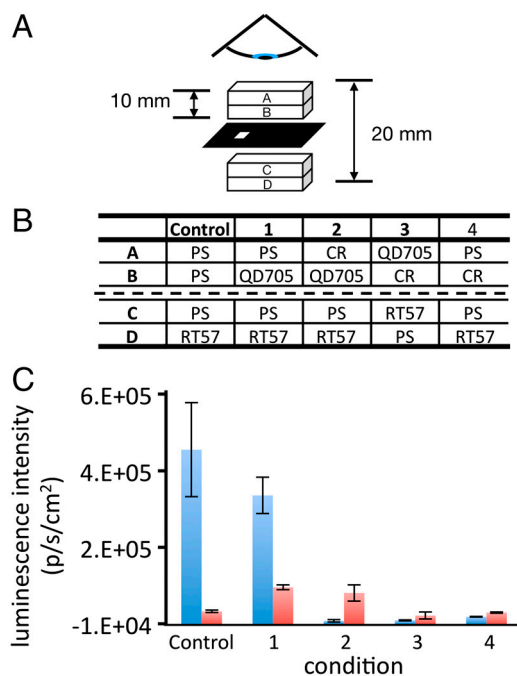 A
10 mm
A
B
C
D
20 mm
B
Control 1 2 3 4
A PS PS CR QD705 PS
B PS QD705 QD705 CR CR
C PS PS PS RT57 PS
D RT57 RT57 RT57 PS RT57
C
luminescence intensity
(p/s/cm²)
6.E+05
4.E+05
2.E+05
-1.E+04
Control 1 2 3 4
condition